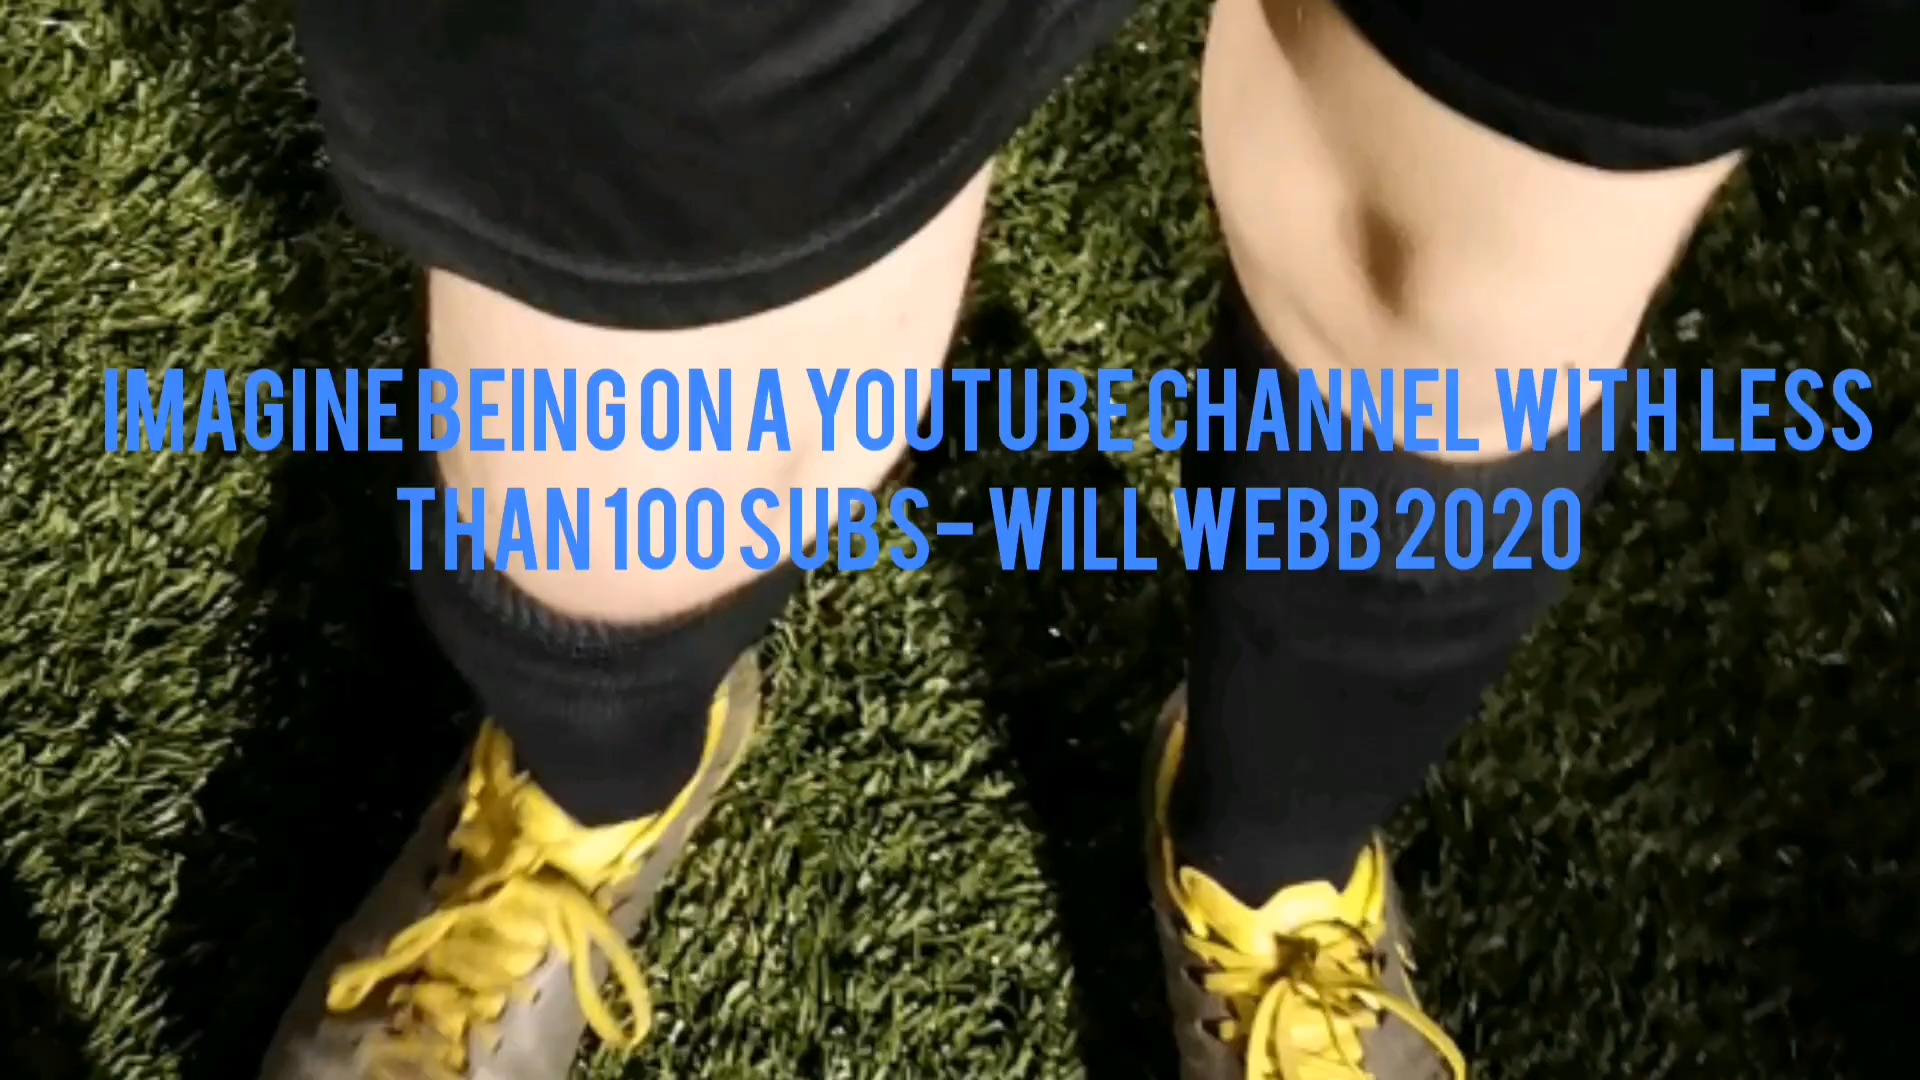 IMAGINE BEING ON A YOUTUBE CHANNEL WITH LESS
THAN 100 SUBS - WILL WEBB 2020